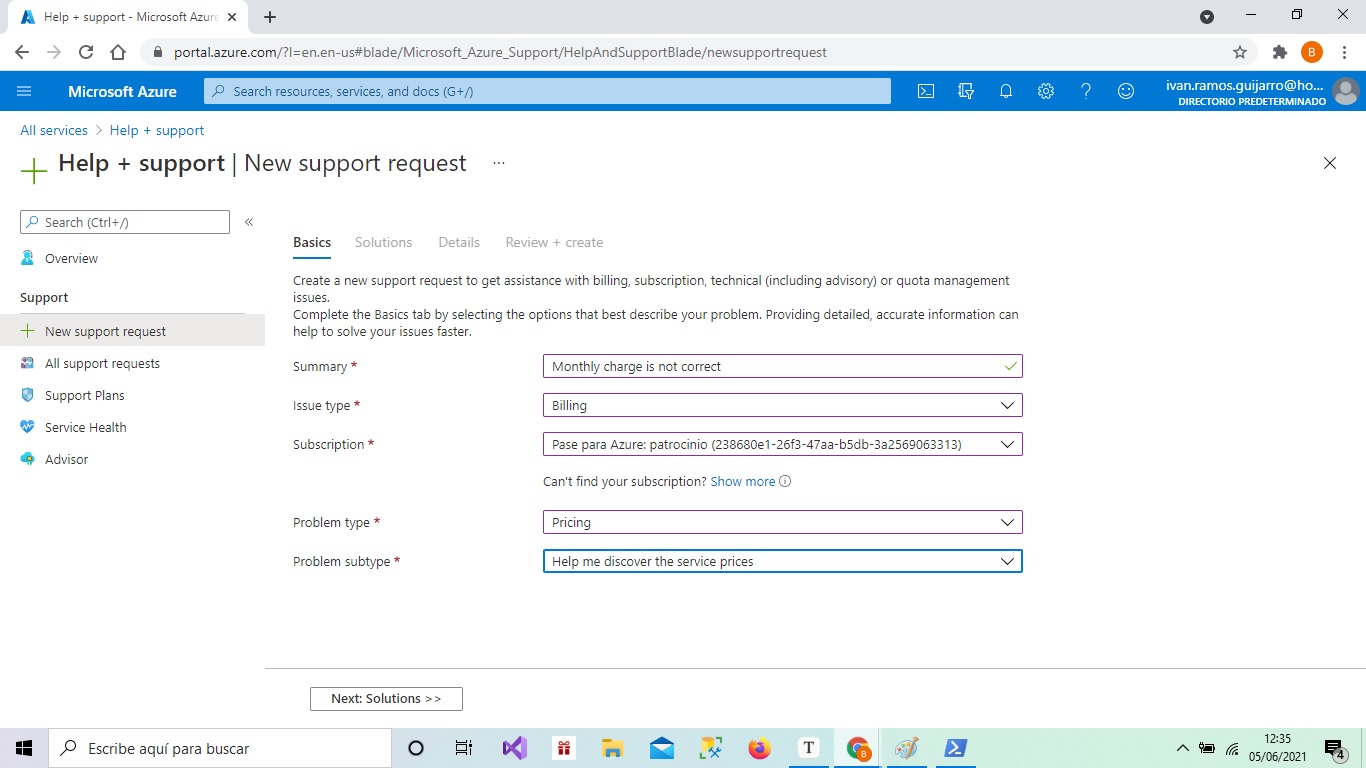 Help + support - Microsoft Azure
portal.azure.com/?l=en.en-us#blade/Microsoft_Azure_Support/HelpAndSupportBlade/newsupportrequest
B
Microsoft Azure
Search resources, services, and docs (G+/)
ivan.ramos.guijarro@ho...
DIRECTORIO PREDETERMINADO
All services > Help + support
Help + support | New support request ...
Search (Ctrl+/) «
Overview
Support
New support request
All support requests
Support Plans
Service Health
Advisor
Basics Solutions Details Review + create
Create a new support request to get assistance with billing, subscription, technical (including advisory) or quota management
issues.
Complete the Basics tab by selecting the options that best describe your problem. Providing detailed, accurate information can
help to solve your issues faster.
Summary * Monthly charge is not correct
Issue type * Billing
Subscription * Pase para Azure: patrocinio (238680e1-26f3-47aa-b5db-3a2569063313)
Can't find your subscription? Show more
Problem type * Pricing
Problem subtype * Help me discover the service prices
Next: Solutions >>
Escribe aquí para buscar
T
B
12:35
05/06/2021
4